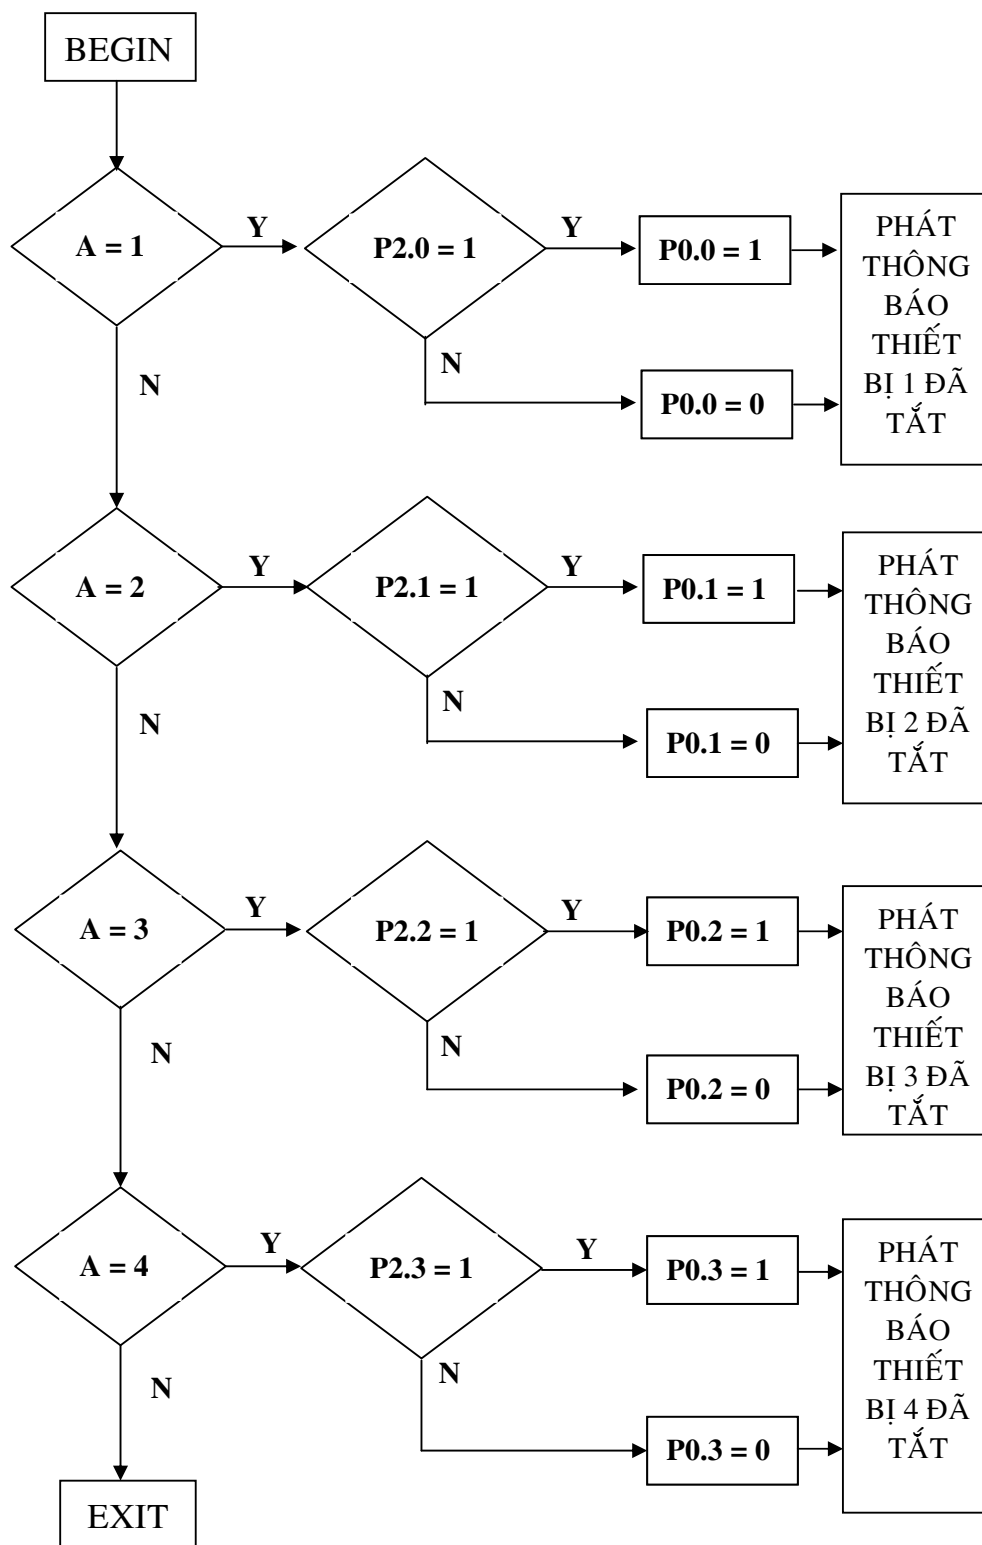 BEGIN
A = 1
Y
P2.0 = 1
Y
P0.0 = 1
N
P0.0 = 0
PHÁT
THÔNG
BÁO
THIẾT
BỊ 1 ĐÃ
TẮT
N
A = 2
Y
P2.1 = 1
Y
P0.1 = 1
N
P0.1 = 0
PHÁT
THÔNG
BÁO
THIẾT
BỊ 2 ĐÃ
TẮT
N
A = 3
Y
P2.2 = 1
Y
P0.2 = 1
N
P0.2 = 0
PHÁT
THÔNG
BÁO
THIẾT
BỊ 3 ĐÃ
TẮT
N
A = 4
Y
P2.3 = 1
Y
P0.3 = 1
N
P0.3 = 0
PHÁT
THÔNG
BÁO
THIẾT
BỊ 4 ĐÃ
TẮT
N
EXIT